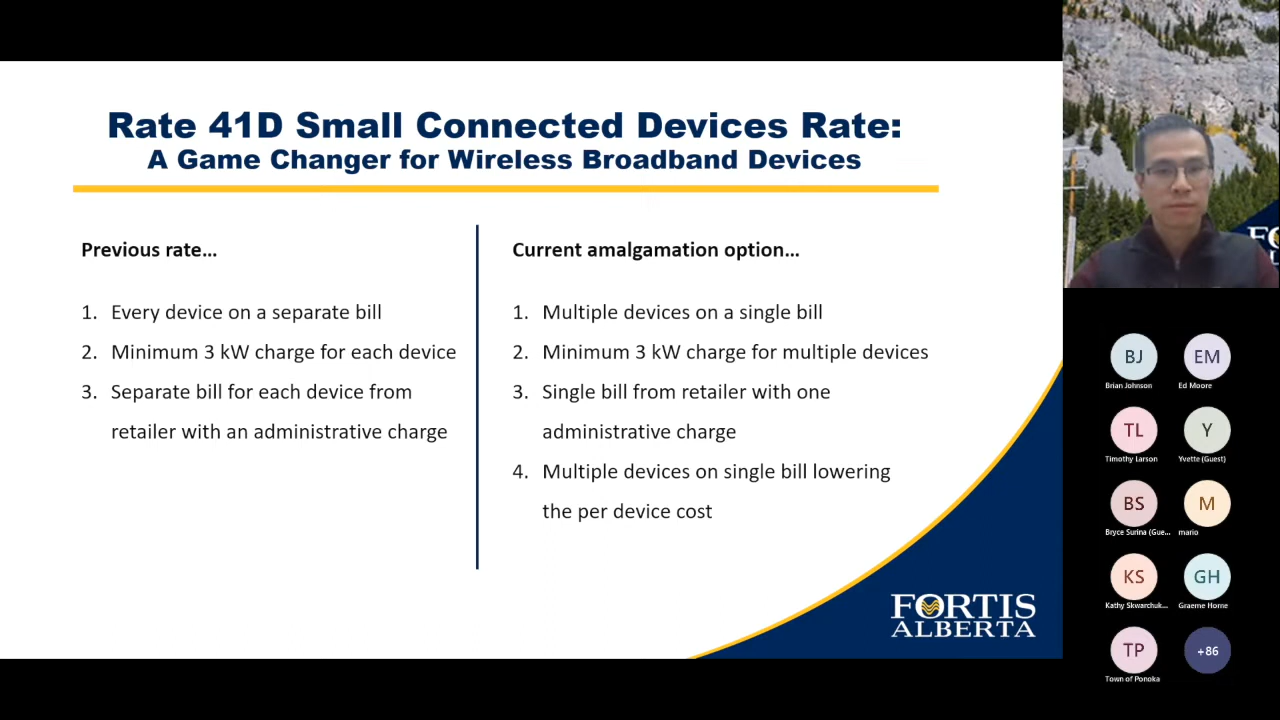 Rate 41D Small Connected Devices Rate:
A Game Changer for Wireless Broadband Devices
Previous rate...
1. Every device on a separate bill
2. Minimum 3 kW charge for each device
3. Separate bill for each device from
retailer with an administrative charge
Current amalgamation option...
1. Multiple devices on a single bill
2. Minimum 3 kW charge for multiple devices
3. Single bill from retailer with one
administrative charge
4. Multiple devices on single bill lowering
the per device cost
FORTIS
ALBERTA
FO
BJ
EM
Brian Johnson
Ed Moore
TL
Y
Timothy Larson
Yvette (Guest)
BS
M
Bryce Surina (Gue...
mario
KS
GH
Kathy Skwarchuk...
Graeme Horne
TP
+86
Town of Ponoka